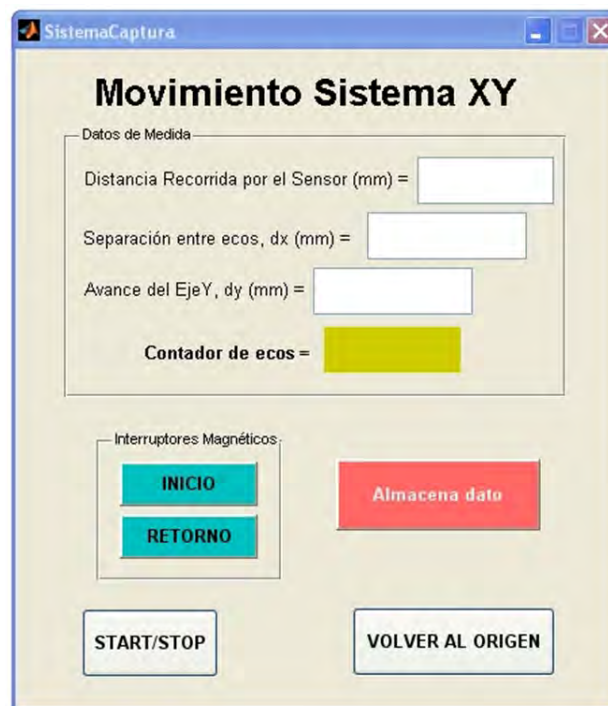 SistemaCaptura
Movimiento Sistema XY
Datos de Medida
Distancia Recorrida por el Sensor (mm) =
Separación entre ecos, dx (mm) =
Avance del EjeY, dy (mm) =
Contador de ecos =
Interruptores Magnéticos
INICIO
RETORNO
Almacena dato
START/STOP
VOLVER AL ORIGEN